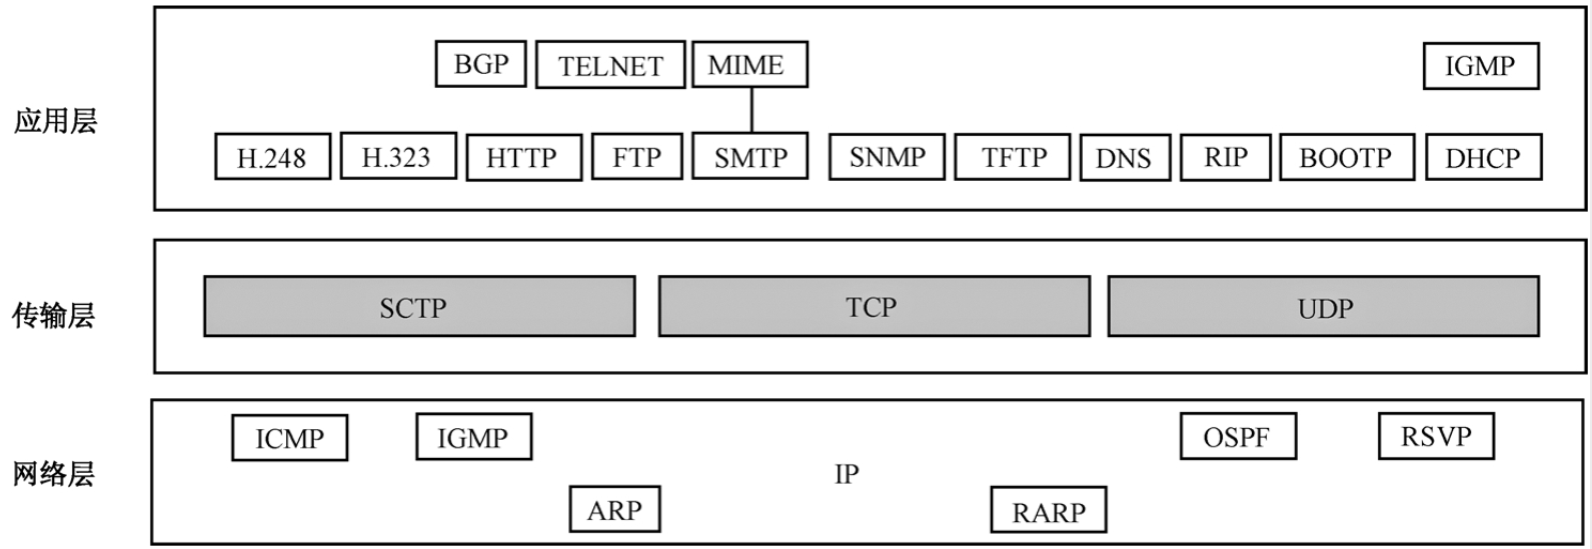 应用层
BGP TELNET MIME IGMP
H.248 H.323 HTTP FTP SMTP SNMP TFTP DNS RIP BOOTP DHCP
传输层
SCTP TCP UDP
网络层
ICMP IGMP OSPF RSVP
IP
ARP RARP